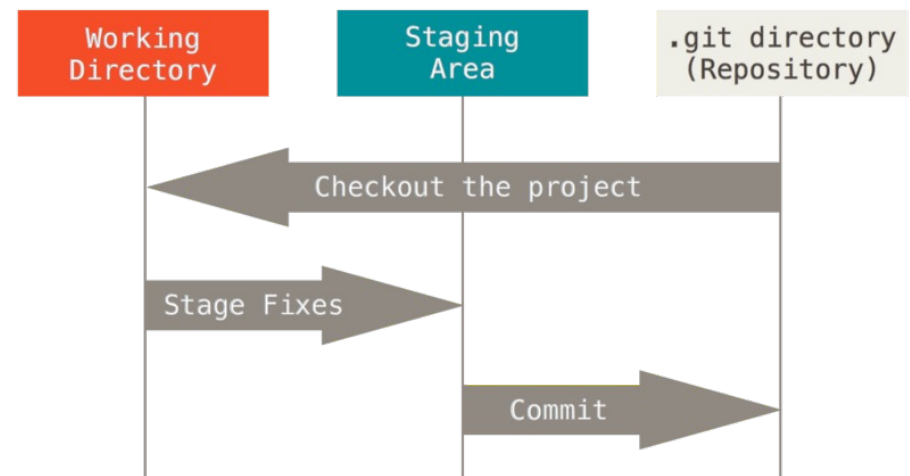 Working
Directory
Staging
Area
.git directory
(Repository)
Checkout the project
Stage Fixes
Commit